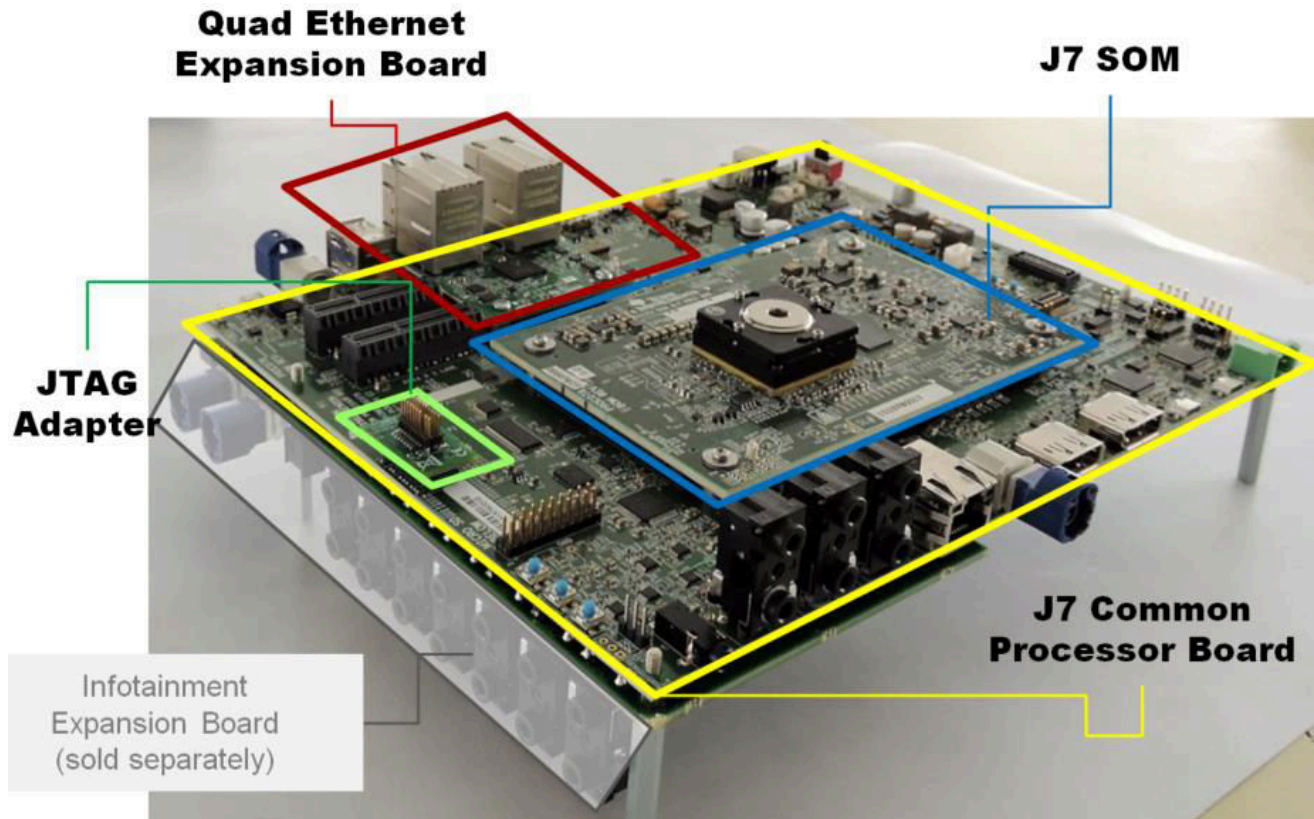 Quad Ethernet
Expansion Board
J7 SOM
JTAG
Adapter
J7 Common
Processor Board
Infotainment
Expansion Board
(sold separately)